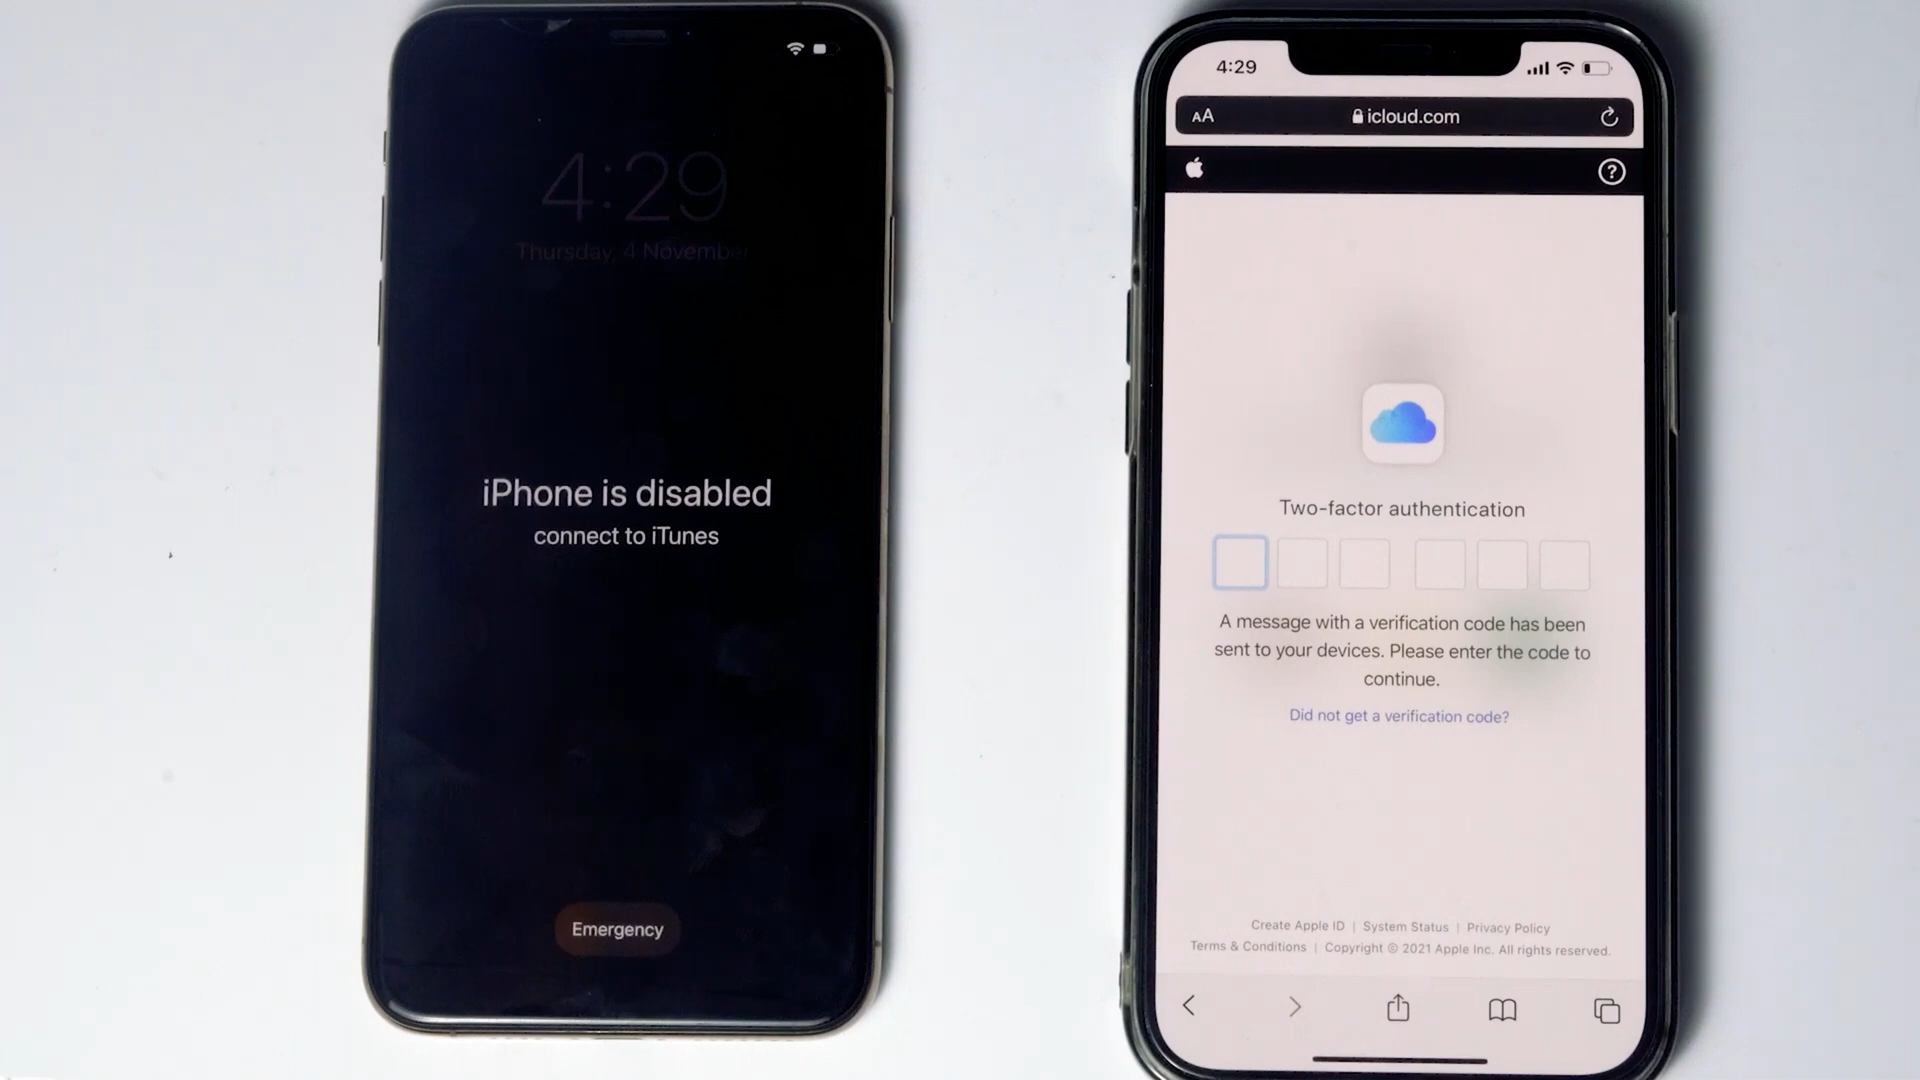 4:29
Thursday, 4 November
iPhone is disabled
connect to iTunes
Emergency
4:29
AA
icloud.com
?
Two-factor authentication
A message with a verification code has been
sent to your devices. Please enter the code to
continue.
Did not get a verification code?
Create Apple ID | System Status | Privacy Policy
Terms & Conditions | Copyright © 2021 Apple Inc. All rights reserved.